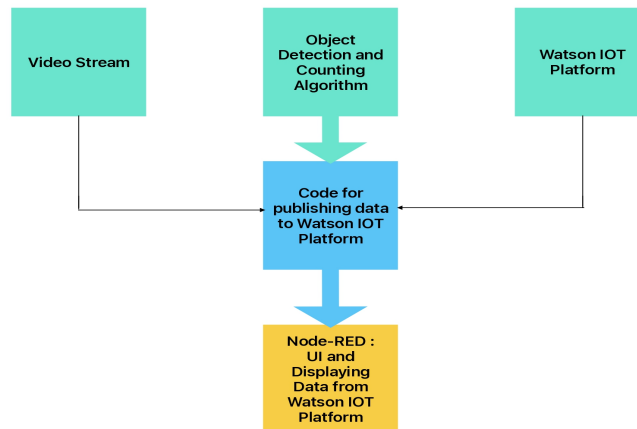 Video Stream
Object
Detection and
Counting
Algorithm
Watson IOT
Platform
Code for
publishing data
to Watson IOT
Platform
Node-RED :
UI and
Displaying
Data from
Watson IOT
Platform